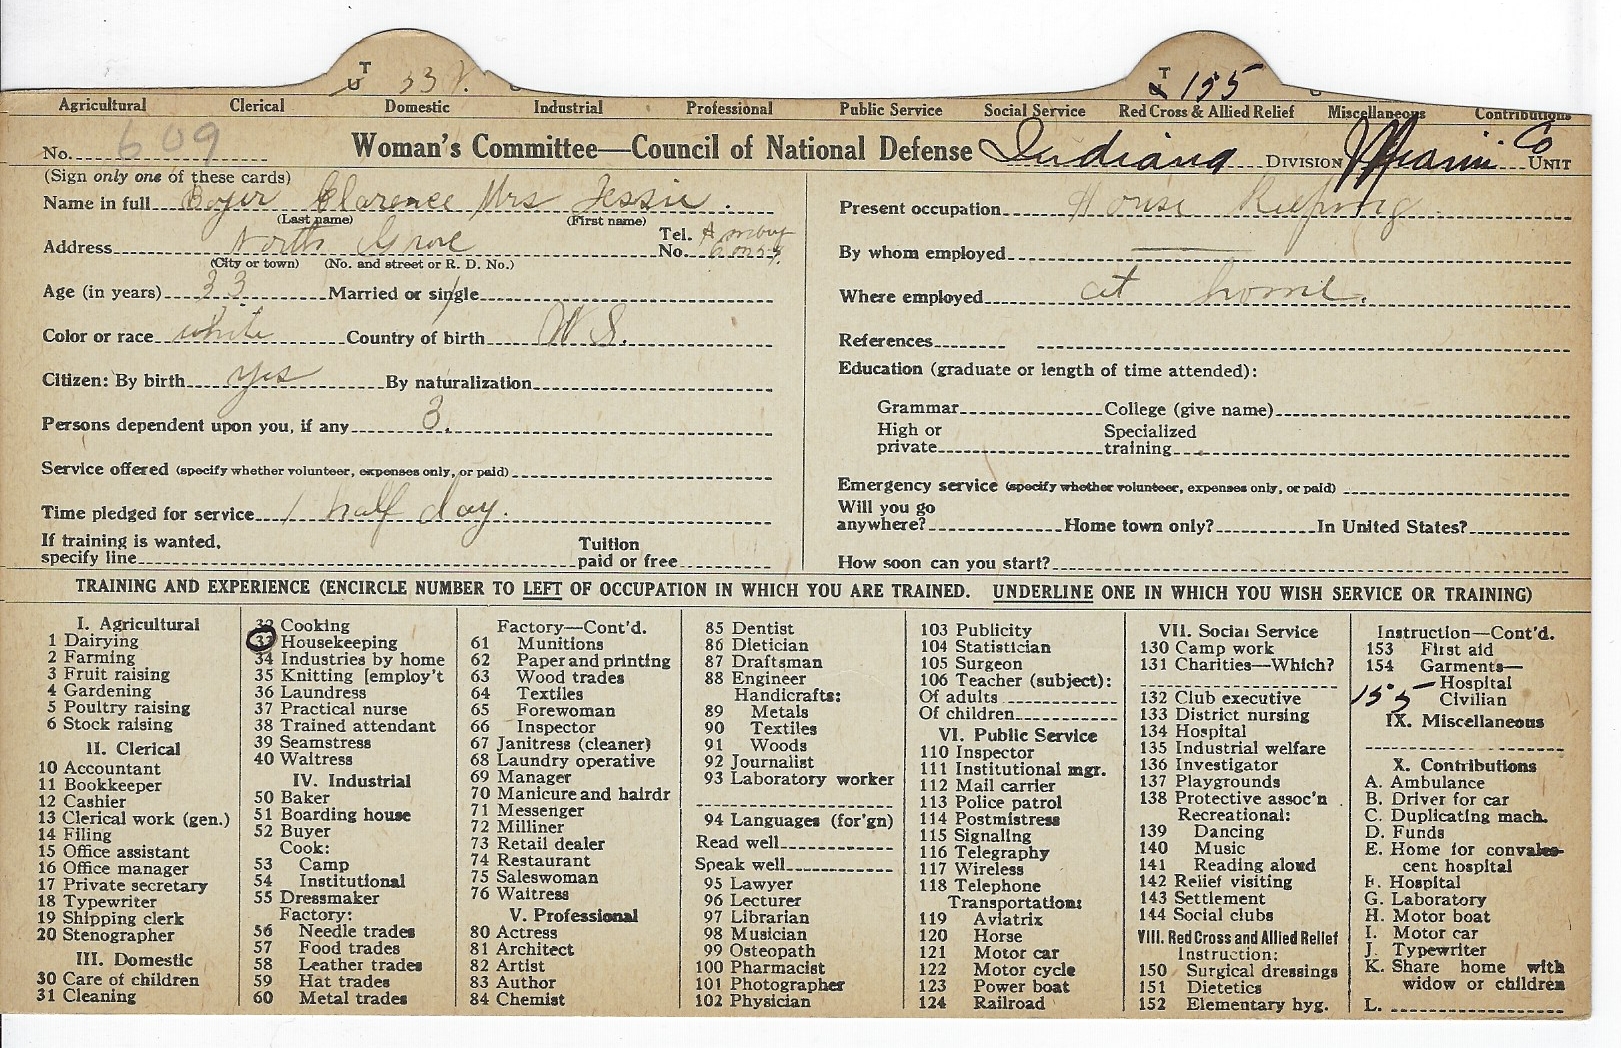 T T
U 33 155
Agricultural Clerical Domestic Industrial Professional Public Service Social Service Red Cross & Allied Relief Miscellaneous Contributions
No. 609 Woman's Committee—Council of National Defense Indiana DIVISION Miami Co UNIT
(Sign only one of these cards)
Name in full Boyer Clarence Mrs Jessie.
(Last name) (First name)
Address North Grove Tel. No. Amboy
(City or town) (No. and street or R. D. No.)
Age (in years) 33 Married or single
Color or race white Country of birth U.S.
Citizen: By birth yes By naturalization
Persons dependent upon you, if any 3.
Service offered (specify whether volunteer, expenses only, or paid)
Time pledged for service 1 half day.
If training is wanted, Tuition
specify line paid or free
Present occupation House Keeping.
By whom employed
Where employed at home.
References
Education (graduate or length of time attended):
Grammar College (give name)
High or Specialized
private training
Emergency service (specify whether volunteer, expenses only, or paid)
Will you go
anywhere? Home town only? In United States?
How soon can you start?
TRAINING AND EXPERIENCE (ENCIRCLE NUMBER TO LEFT OF OCCUPATION IN WHICH YOU ARE TRAINED. UNDERLINE ONE IN WHICH YOU WISH SERVICE OR TRAINING)
I. Agricultural
1 Dairying
2 Farming
3 Fruit raising
4 Gardening
5 Poultry raising
6 Stock raising
II. Clerical
10 Accountant
11 Bookkeeper
12 Cashier
13 Clerical work (gen.)
14 Filing
15 Office assistant
16 Office manager
17 Private secretary
18 Typewriter
19 Shipping clerk
20 Stenographer
III. Domestic
30 Care of children
31 Cleaning
32 Cooking
33 Housekeeping
34 Industries by home
35 Knitting [employ't
36 Laundress
37 Practical nurse
38 Trained attendant
39 Seamstress
40 Waitress
IV. Industrial
50 Baker
51 Boarding house
52 Buyer
Cook:
53 Camp
54 Institutional
55 Dressmaker
Factory:
56 Needle trades
57 Food trades
58 Leather trades
59 Hat trades
60 Metal trades
Factory—Cont'd.
61 Munitions
62 Paper and printing
63 Wood trades
64 Textiles
65 Forewoman
66 Inspector
67 Janitress (cleaner)
68 Laundry operative
69 Manager
70 Manicure and hairdr
71 Messenger
72 Milliner
73 Retail dealer
74 Restaurant
75 Saleswoman
76 Waitress
V. Professional
80 Actress
81 Architect
82 Artist
83 Author
84 Chemist
85 Dentist
86 Dietician
87 Draftsman
88 Engineer
Handicrafts:
89 Metals
90 Textiles
91 Woods
92 Journalist
93 Laboratory worker
94 Languages (for'gn)
Read well
Speak well
95 Lawyer
96 Lecturer
97 Librarian
98 Musician
99 Osteopath
100 Pharmacist
101 Photographer
102 Physician
103 Publicity
104 Statistician
105 Surgeon
106 Teacher (subject):
Of adults
Of children
VI. Public Service
110 Inspector
111 Institutional mgr.
112 Mail carrier
113 Police patrol
114 Postmistress
115 Signaling
116 Telegraphy
117 Wireless
118 Telephone
Transportation:
119 Aviatrix
120 Horse
121 Motor car
122 Motor cycle
123 Power boat
124 Railroad
VII. Social Service
130 Camp work
131 Charities—Which?
132 Club executive
133 District nursing
134 Hospital
135 Industrial welfare
136 Investigator
137 Playgrounds
138 Protective assoc'n
Recreational:
139 Dancing
140 Music
141 Reading aloud
142 Relief visiting
143 Settlement
144 Social clubs
VIII. Red Cross and Allied Relief
Instruction:
150 Surgical dressings
151 Dietetics
152 Elementary hyg.
Instruction—Cont'd.
153 First aid
154 Garments—
Hospital
155 Civilian
IX. Miscellaneous
X. Contributions
A. Ambulance
B. Driver for car
C. Duplicating mach.
D. Funds
E. Home for convales-
cent hospital
F. Hospital
G. Laboratory
H. Motor boat
I. Motor car
J. Typewriter
K. Share home with
widow or children
L.